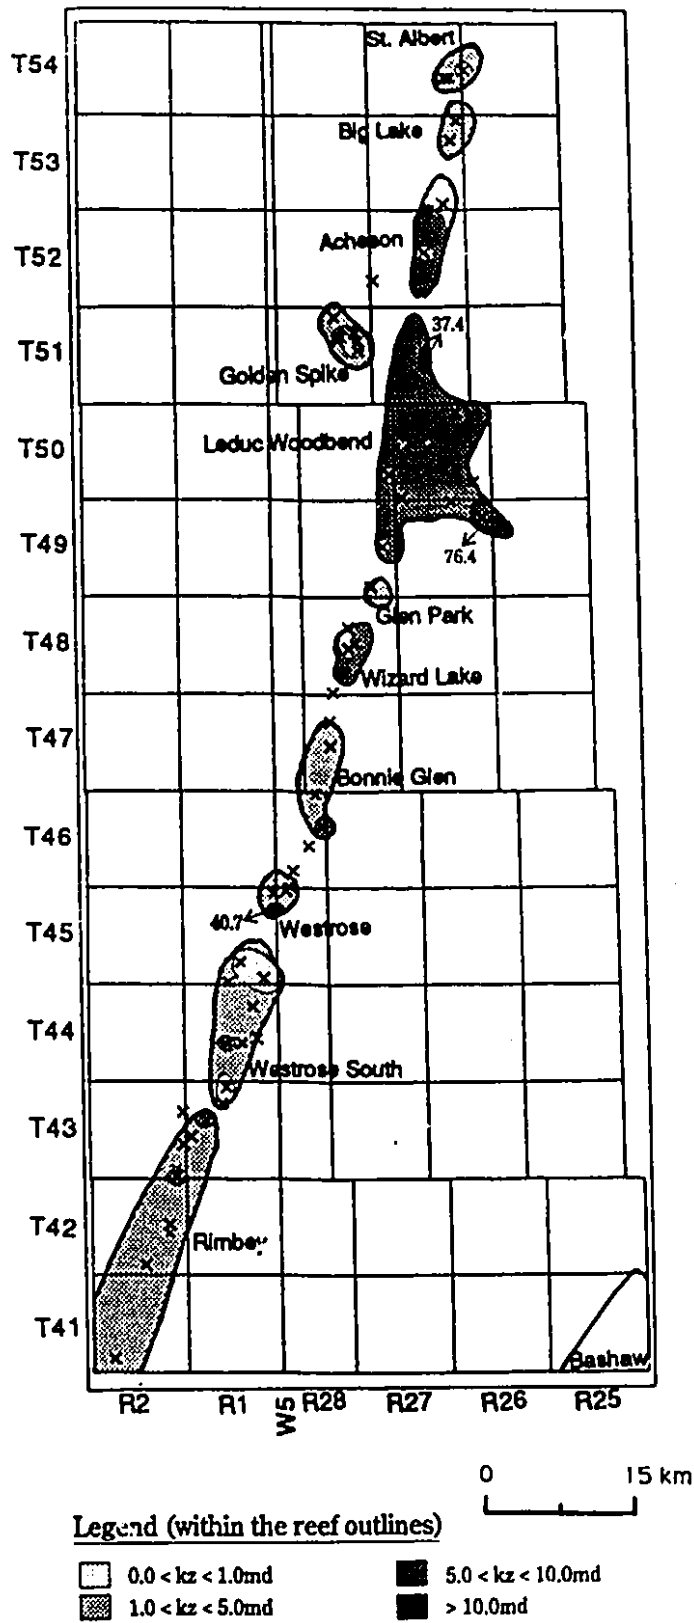 St. Albert
T54
Big Lake
T53
Acheson
T52
37.4
T51
Golden Spike
Leduc Woodbend
T50
T49
76.4
Glen Park
T48
Wizard Lake
T47
Bonnie Glen
T46
40.7
Westrose
T45
T44
Westrose South
T43
T42
Rimbey
T41
Bashaw
R2 R1 W5 R28 R27 R26 R25
0 15 km
Legend (within the reef outlines)
0.0 < kz < 1.0md 5.0 < kz < 10.0md
1.0 < kz < 5.0md > 10.0md